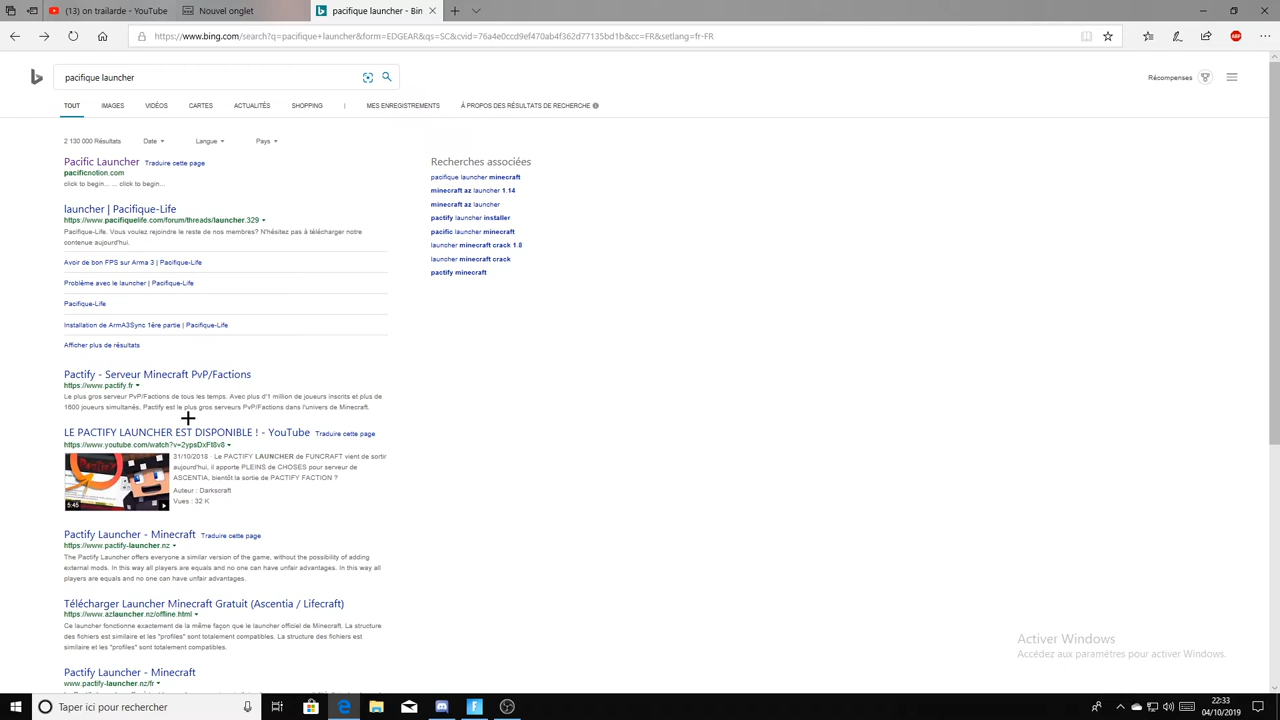 (13) YouTube
pacifique launcher - Bin
https://www.bing.com/search?q=pacifique+launcher&form=EDGEAR&qs=SC&cvid=76a4e0ccd9ef470ab4f362d77135bd1b&cc=FR&setlang=fr-FR
ABP
pacifique launcher
Récompenses
TOUT IMAGES VIDÉOS CARTES ACTUALITÉS SHOPPING | MES ENREGISTREMENTS À PROPOS DES RÉSULTATS DE RECHERCHE
2 130 000 Résultats Date Langue Pays
Pacific Launcher Traduire cette page
pacificnotion.com
click to begin... ... click to begin...
launcher | Pacifique-Life
https://www.pacifiquelife.com/forum/threads/launcher.329
Pacifique-Life. Vous voulez rejoindre le reste de nos membres? N'hésitez pas à télécharger notre
contenue aujourd'hui.
Avoir de bon FPS sur Arma 3 | Pacifique-Life
Problème avec le launcher | Pacifique-Life
Pacifique-Life
Installation de ArmA3Sync 1ère partie | Pacifique-Life
Afficher plus de résultats
Pactify - Serveur Minecraft PvP/Factions
https://www.pactify.fr
Le plus gros serveur PvP/Factions de tous les temps. Avec plus d'1 million de joueurs inscrits et plus de
1600 joueurs simultanés, Pactify est le plus gros serveurs PvP/Factions dans l'univers de Minecraft.
LE PACTIFY LAUNCHER EST DISPONIBLE ! - YouTube Traduire cette page
https://www.youtube.com/watch?v=2ypsDxFt8v8
31/10/2018 · Le PACTIFY LAUNCHER de FUNCRAFT vient de sortir
aujourd'hui, il apporte PLEINS de CHOSES pour serveur de
ASCENTIA, bientôt la sortie de PACTIFY FACTION ?
Auteur : Darkscraft
Vues : 32 K
5:45
Pactify Launcher - Minecraft Traduire cette page
https://www.pactify-launcher.nz
The Pactify Launcher offers everyone a similar version of the game, without the possibility of adding
external mods. In this way all players are equals and no one can have unfair advantages. In this way all
players are equals and no one can have unfair advantages.
Télécharger Launcher Minecraft Gratuit (Ascentia / Lifecraft)
https://www.azlauncher.nz/offline.html
Ce launcher fonctionne exactement de la même façon que le launcher officiel de Minecraft. La structure
des fichiers est similaire et les "profiles" sont totalement compatibles. La structure des fichiers est
similaire et les "profiles" sont totalement compatibles.
Pactify Launcher - Minecraft
www.pactify-launcher.nz/fr
Recherches associées
pacifique launcher minecraft
minecraft az launcher 1.14
minecraft az launcher
pactify launcher installer
pacific launcher minecraft
launcher minecraft crack 1.8
launcher minecraft crack
pactify minecraft
Activer Windows
Accédez aux paramètres pour activer Windows.
Taper ici pour rechercher
22:33
04/10/2019